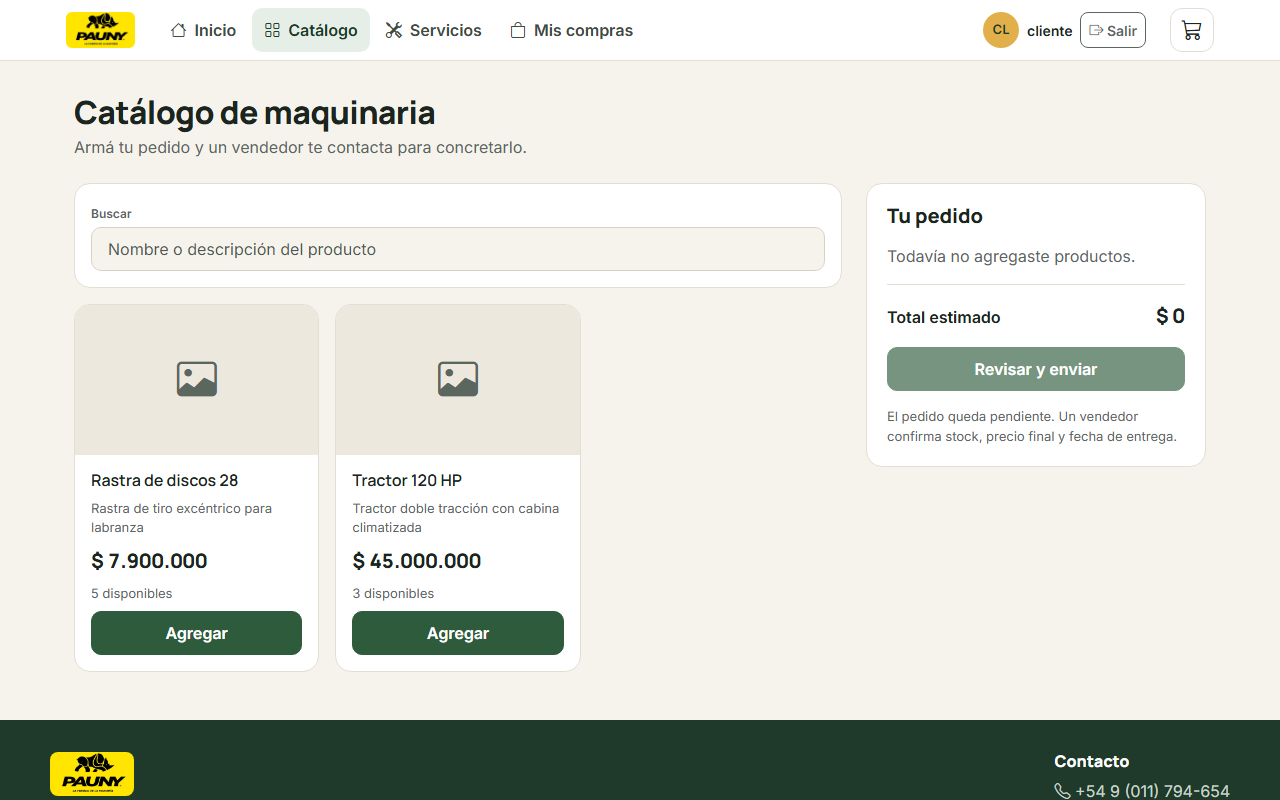 PAUNY
Inicio
Catálogo
Servicios
Mis compras
CL
cliente
Salir
Catálogo de maquinaria
Armá tu pedido y un vendedor te contacta para concretarlo.
Buscar
Nombre o descripción del producto
Rastra de discos 28
Rastra de tiro excéntrico para
labranza
$ 7.900.000
5 disponibles
Agregar
Tractor 120 HP
Tractor doble tracción con cabina
climatizada
$ 45.000.000
3 disponibles
Agregar
Tu pedido
Todavía no agregaste productos.
Total estimado
$ 0
Revisar y enviar
El pedido queda pendiente. Un vendedor
confirma stock, precio final y fecha de entrega.
PAUNY
Contacto
+54 9 (011) 794-654